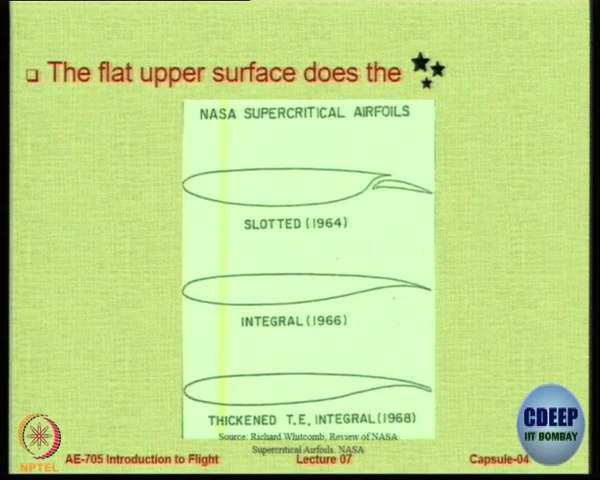 The flat upper surface does the
NASA SUPERCRITICAL AIRFOILS
SLOTTED (1964)
INTEGRAL (1966)
THICKENED T.E. INTEGRAL (1968)
Source: Richard Whitcomb; Review of NASA
Supercritical Airfoils. NASA
NPTEL
AE-705 Introduction to Flight
Lecture 07
Capsule-04
CDEEP
IIT BOMBAY